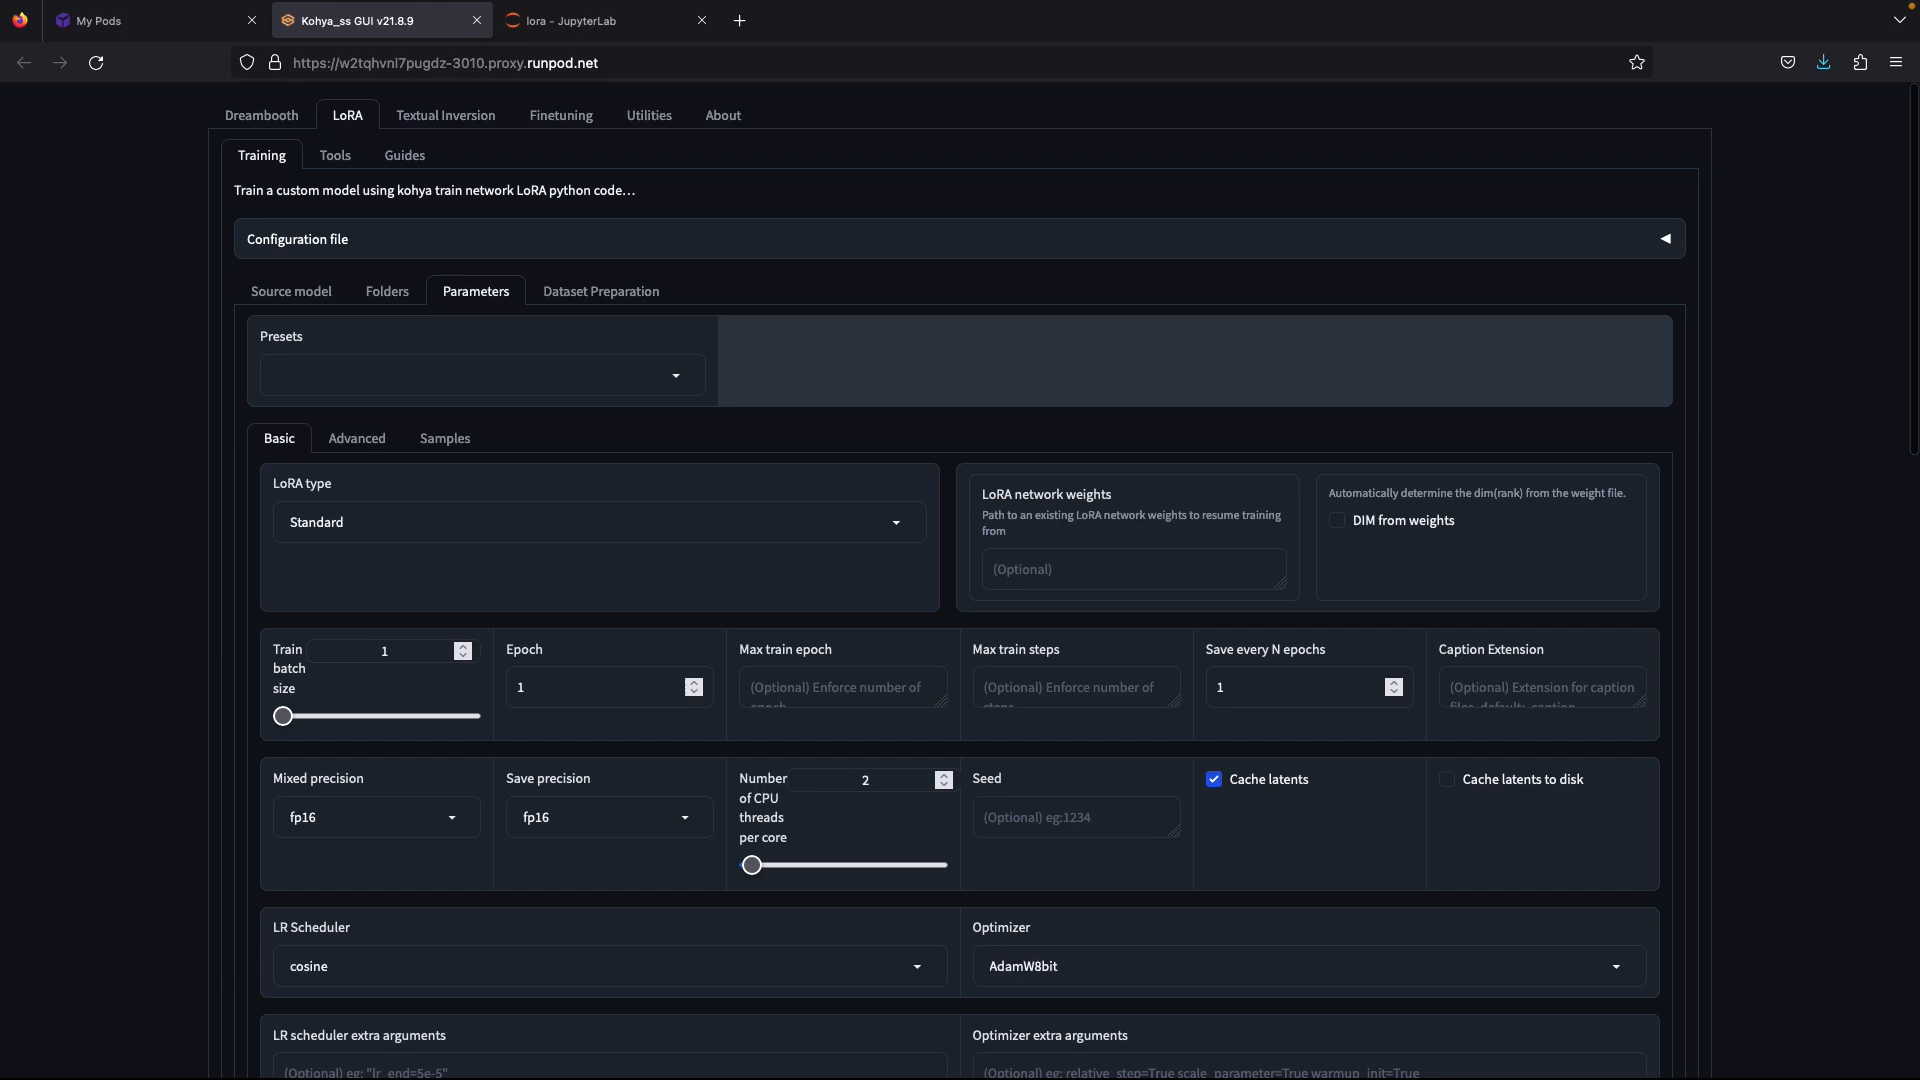 My Pods
Kohya_ss GUI v21.8.9
lora - JupyterLab
https://w2tqhvnl7pugdz-3010.proxy.runpod.net
Dreambooth
LoRA
Textual Inversion
Finetuning
Utilities
About
Training
Tools
Guides
Train a custom model using kohya train network LoRA python code...
Configuration file
Source model
Folders
Parameters
Dataset Preparation
Presets
Basic
Advanced
Samples
LoRA type
Standard
LoRA network weights
Path to an existing LoRA network weights to resume training
from
(Optional)
Automatically determine the dim(rank) from the weight file.
DIM from weights
Train
batch
size
1
Epoch
1
Max train epoch
(Optional) Enforce number of
epoch
Max train steps
(Optional) Enforce number of
steps
Save every N epochs
1
Caption Extension
(Optional) Extension for caption
files. default: .caption
Mixed precision
fp16
Save precision
fp16
Number
of CPU
threads
per core
2
Seed
(Optional) eg:1234
Cache latents
Cache latents to disk
LR Scheduler
cosine
Optimizer
AdamW8bit
LR scheduler extra arguments
(Optional) eg: "lr_end=5e-5"
Optimizer extra arguments
(Optional) eg: relative_step=True scale_parameter=True warmup_init=True